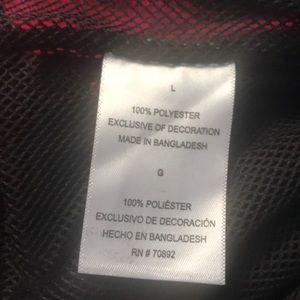 L
100% POLYESTER
EXCLUSIVE OF DECORATION
MADE IN BANGLADESH
G
100% POLIÉSTER
EXCLUSIVO DE DECORACIÓN
HECHO EN BANGLADESH
RN # 70892